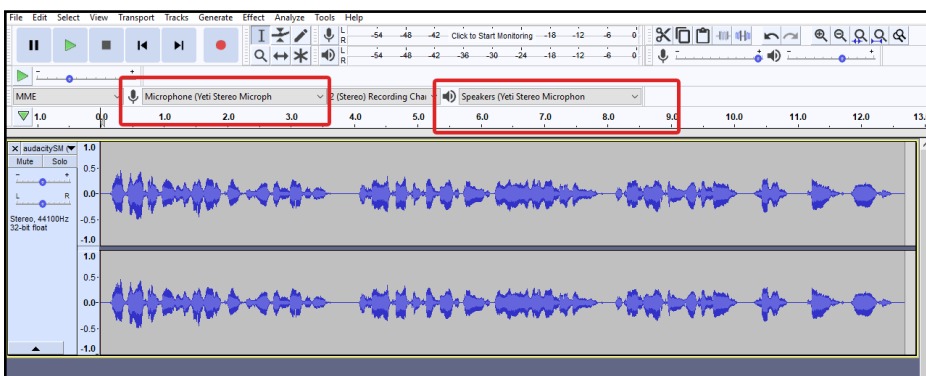 File Edit Select View Transport Tracks Generate Effect Analyze Tools Help
L R -54 -48 -42 Click to Start Monitoring -18 -12 -6 0
L R -54 -48 -42 -36 -30 -24 -18 -12 -6 0
- +
MME Microphone (Yeti Stereo Microph 2 (Stereo) Recording Char Speakers (Yeti Stereo Microphon
1.0 0.0 1.0 2.0 3.0 4.0 5.0 6.0 7.0 8.0 9.0 10.0 11.0 12.0 13.0
audacitySM 1.0
Mute Solo
- + 0.5
L R 0.0
Stereo, 44100Hz -0.5
32-bit float
-1.0
1.0
0.5
0.0
-0.5
-1.0